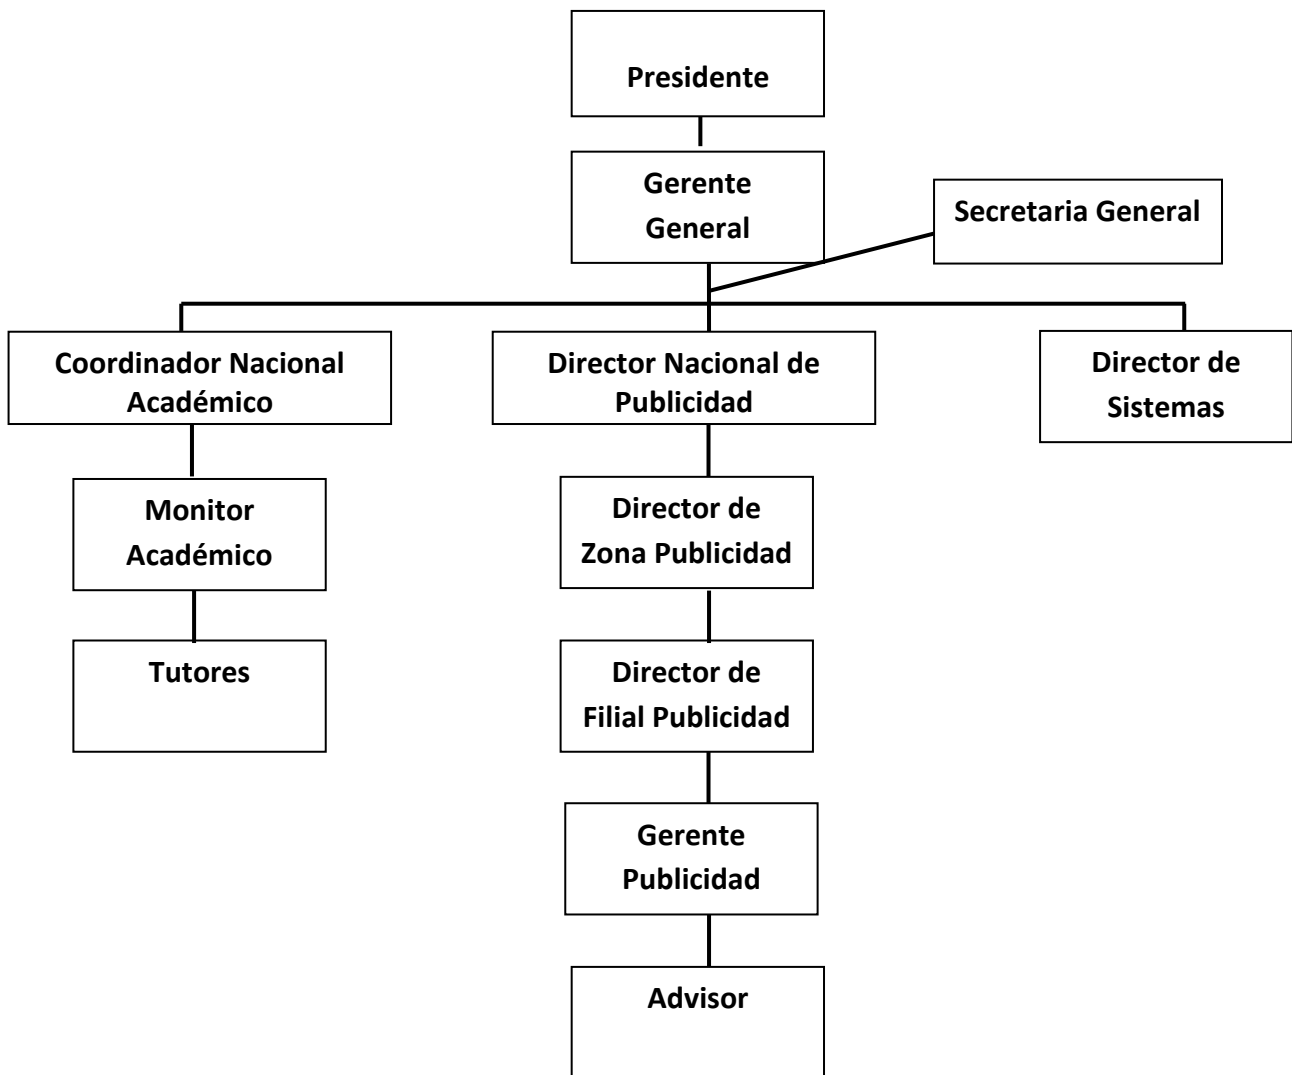 Presidente
Gerente
General
Secretaria General
Coordinador Nacional
Académico
Director Nacional de
Publicidad
Director de
Sistemas
Monitor
Académico
Director de
Zona Publicidad
Tutores
Director de
Filial Publicidad
Gerente
Publicidad
Advisor